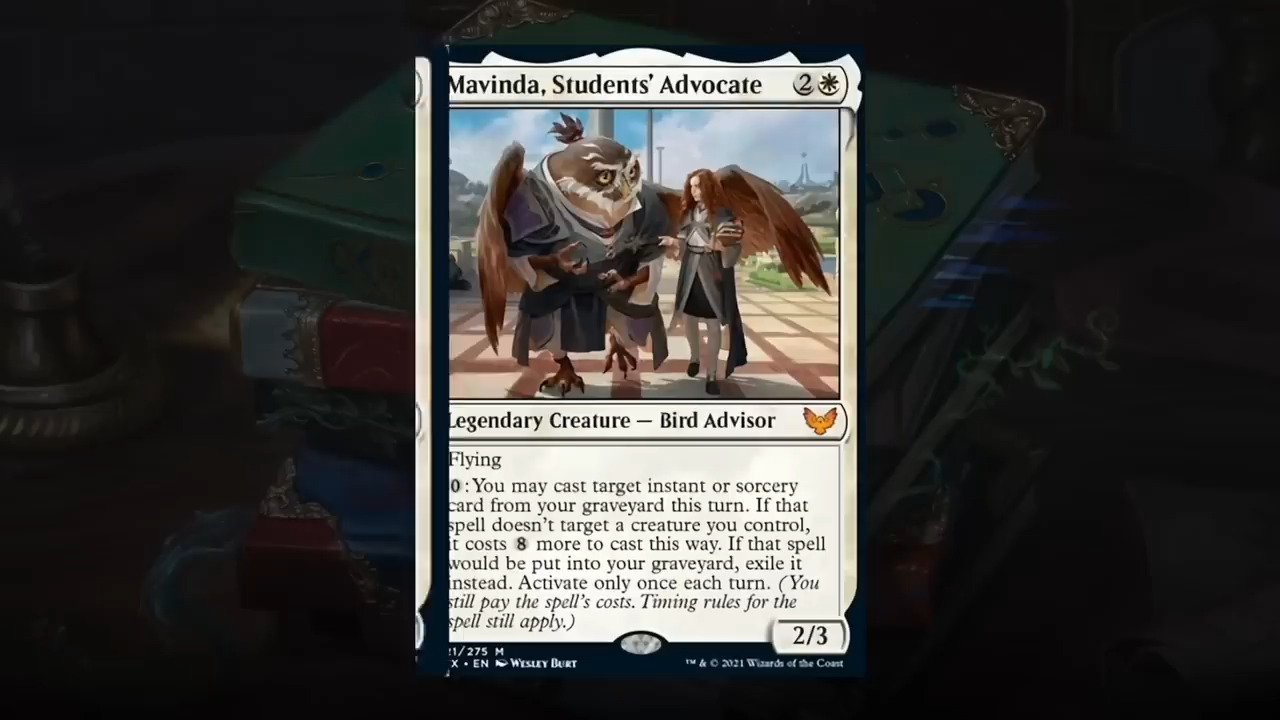 Mavinda, Students' Advocate 2
Legendary Creature — Bird Advisor
Flying
0: You may cast target instant or sorcery
card from your graveyard this turn. If that
spell doesn't target a creature you control,
it costs 8 more to cast this way. If that spell
would be put into your graveyard, exile it
instead. Activate only once each turn. (You
still pay the spell's costs. Timing rules for the
spell still apply.)
2/3
1/275 M
X • EN Wesley Burt
™ & © 2021 Wizards of the Coast